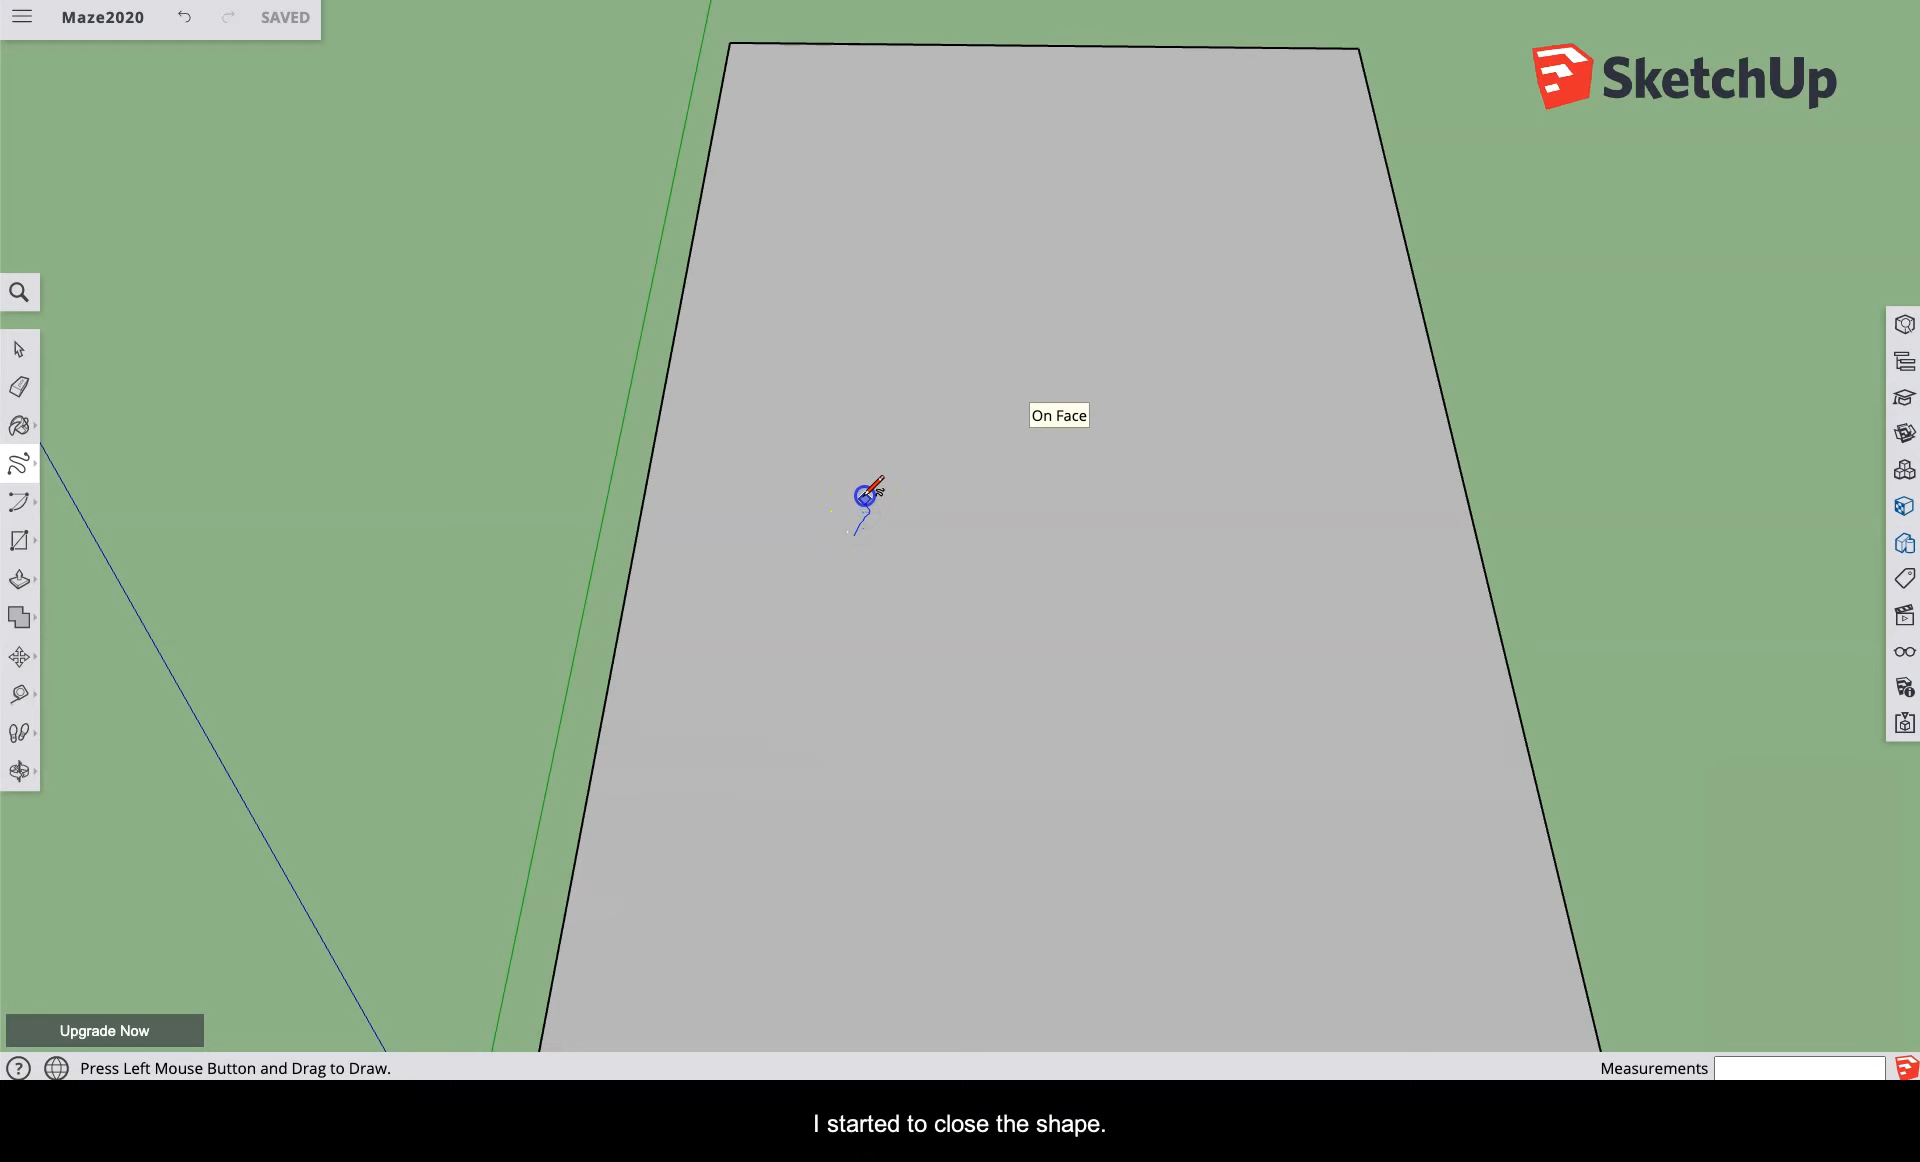 Maze2020 SAVED
SketchUp
On Face
Upgrade Now
? Press Left Mouse Button and Drag to Draw.
Measurements
I started to close the shape.